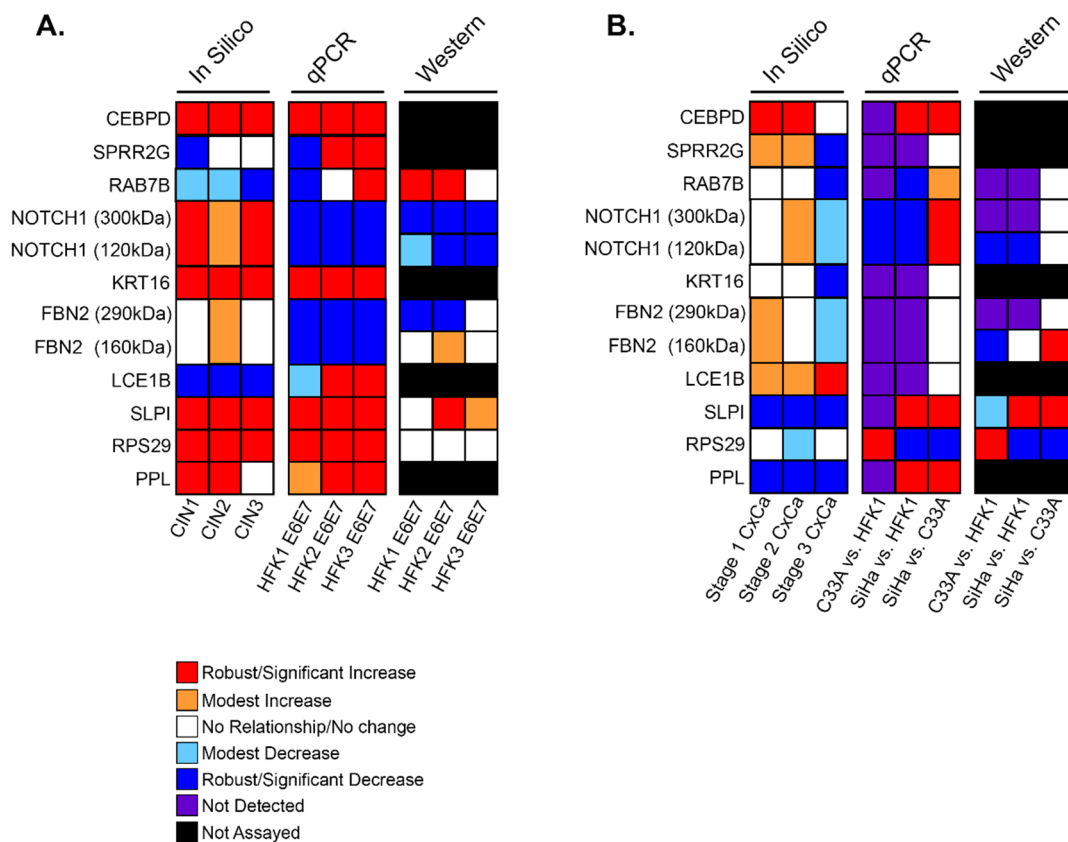 A.
In Silico
qPCR
Western
CEBPD
SPRR2G
RAB7B
NOTCH1 (300kDa)
NOTCH1 (120kDa)
KRT16
FBN2 (290kDa)
FBN2 (160kDa)
LCE1B
SLPI
RPS29
PPL
CIN1
CIN2
CIN3
HFK1 E6E7
HFK2 E6E7
HFK3 E6E7
HFK1 E6E7
HFK2 E6E7
HFK3 E6E7
B.
In Silico
qPCR
Western
CEBPD
SPRR2G
RAB7B
NOTCH1 (300kDa)
NOTCH1 (120kDa)
KRT16
FBN2 (290kDa)
FBN2 (160kDa)
LCE1B
SLPI
RPS29
PPL
Stage 1 CxCa
Stage 2 CxCa
Stage 3 CxCa
C33A vs. HFK1
SiHa vs. HFK1
SiHa vs. C33A
C33A vs. HFK1
SiHa vs. HFK1
SiHa vs. C33A
Robust/Significant Increase
Modest Increase
No Relationship/No change
Modest Decrease
Robust/Significant Decrease
Not Detected
Not Assayed